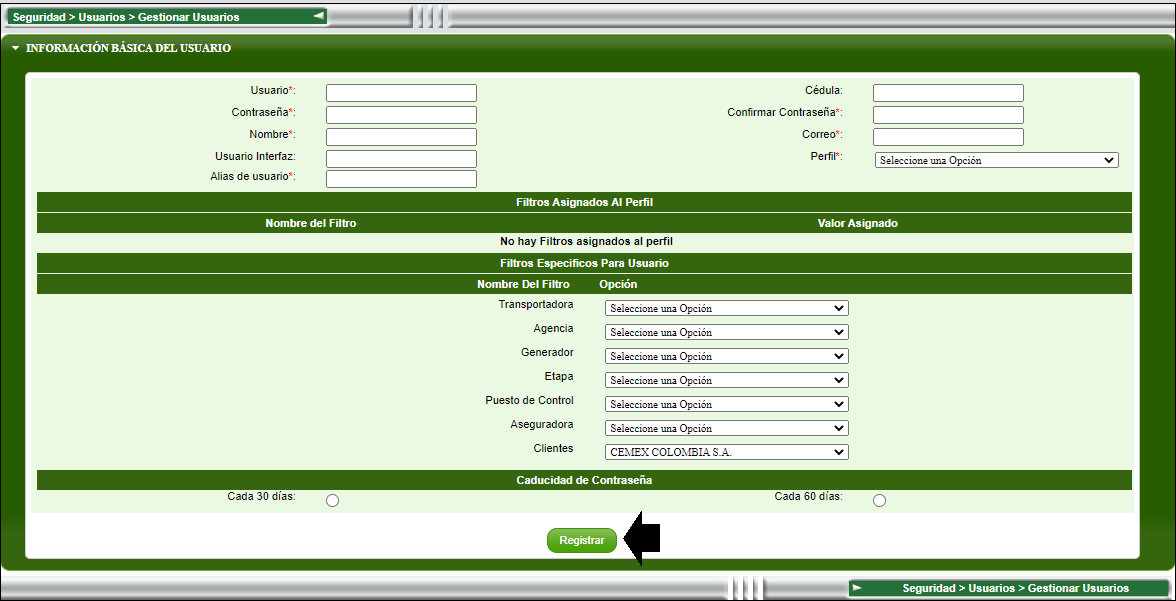 Seguridad > Usuarios > Gestionar Usuarios
INFORMACIÓN BÁSICA DEL USUARIO
Usuario*: Cédula:
Contraseña*: Confirmar Contraseña*:
Nombre*: Correo*:
Usuario Interfaz: Perfil*: Seleccione una Opción
Alias de usuario*:
Filtros Asignados Al Perfil
Nombre del Filtro Valor Asignado
No hay Filtros asignados al perfil
Filtros Especificos Para Usuario
Nombre Del Filtro Opción
Transportadora Seleccione una Opción
Agencia Seleccione una Opción
Generador Seleccione una Opción
Etapa Seleccione una Opción
Puesto de Control Seleccione una Opción
Aseguradora Seleccione una Opción
Clientes CEMEX COLOMBIA S.A.
Caducidad de Contraseña
Cada 30 días: Cada 60 días:
Registrar
Seguridad > Usuarios > Gestionar Usuarios